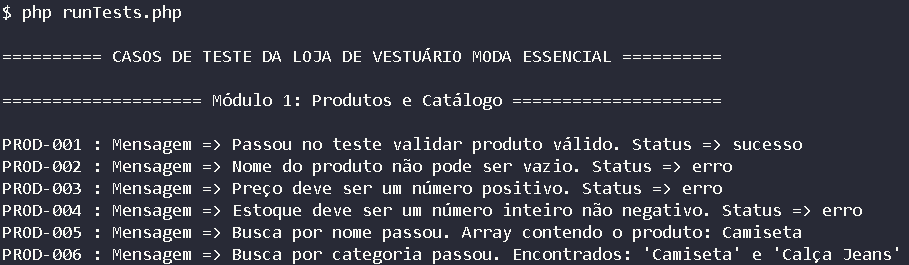 $ php runTests.php
========== CASOS DE TESTE DA LOJA DE VESTUÁRIO MODA ESSENCIAL ==========
==================== Módulo 1: Produtos e Catálogo =====================
PROD-001 : Mensagem => Passou no teste validar produto válido. Status => sucesso
PROD-002 : Mensagem => Nome do produto não pode ser vazio. Status => erro
PROD-003 : Mensagem => Preço deve ser um número positivo. Status => erro
PROD-004 : Mensagem => Estoque deve ser um número inteiro não negativo. Status => erro
PROD-005 : Mensagem => Busca por nome passou. Array contendo o produto: Camiseta
PROD-006 : Mensagem => Busca por categoria passou. Encontrados: 'Camiseta' e 'Calça Jeans'